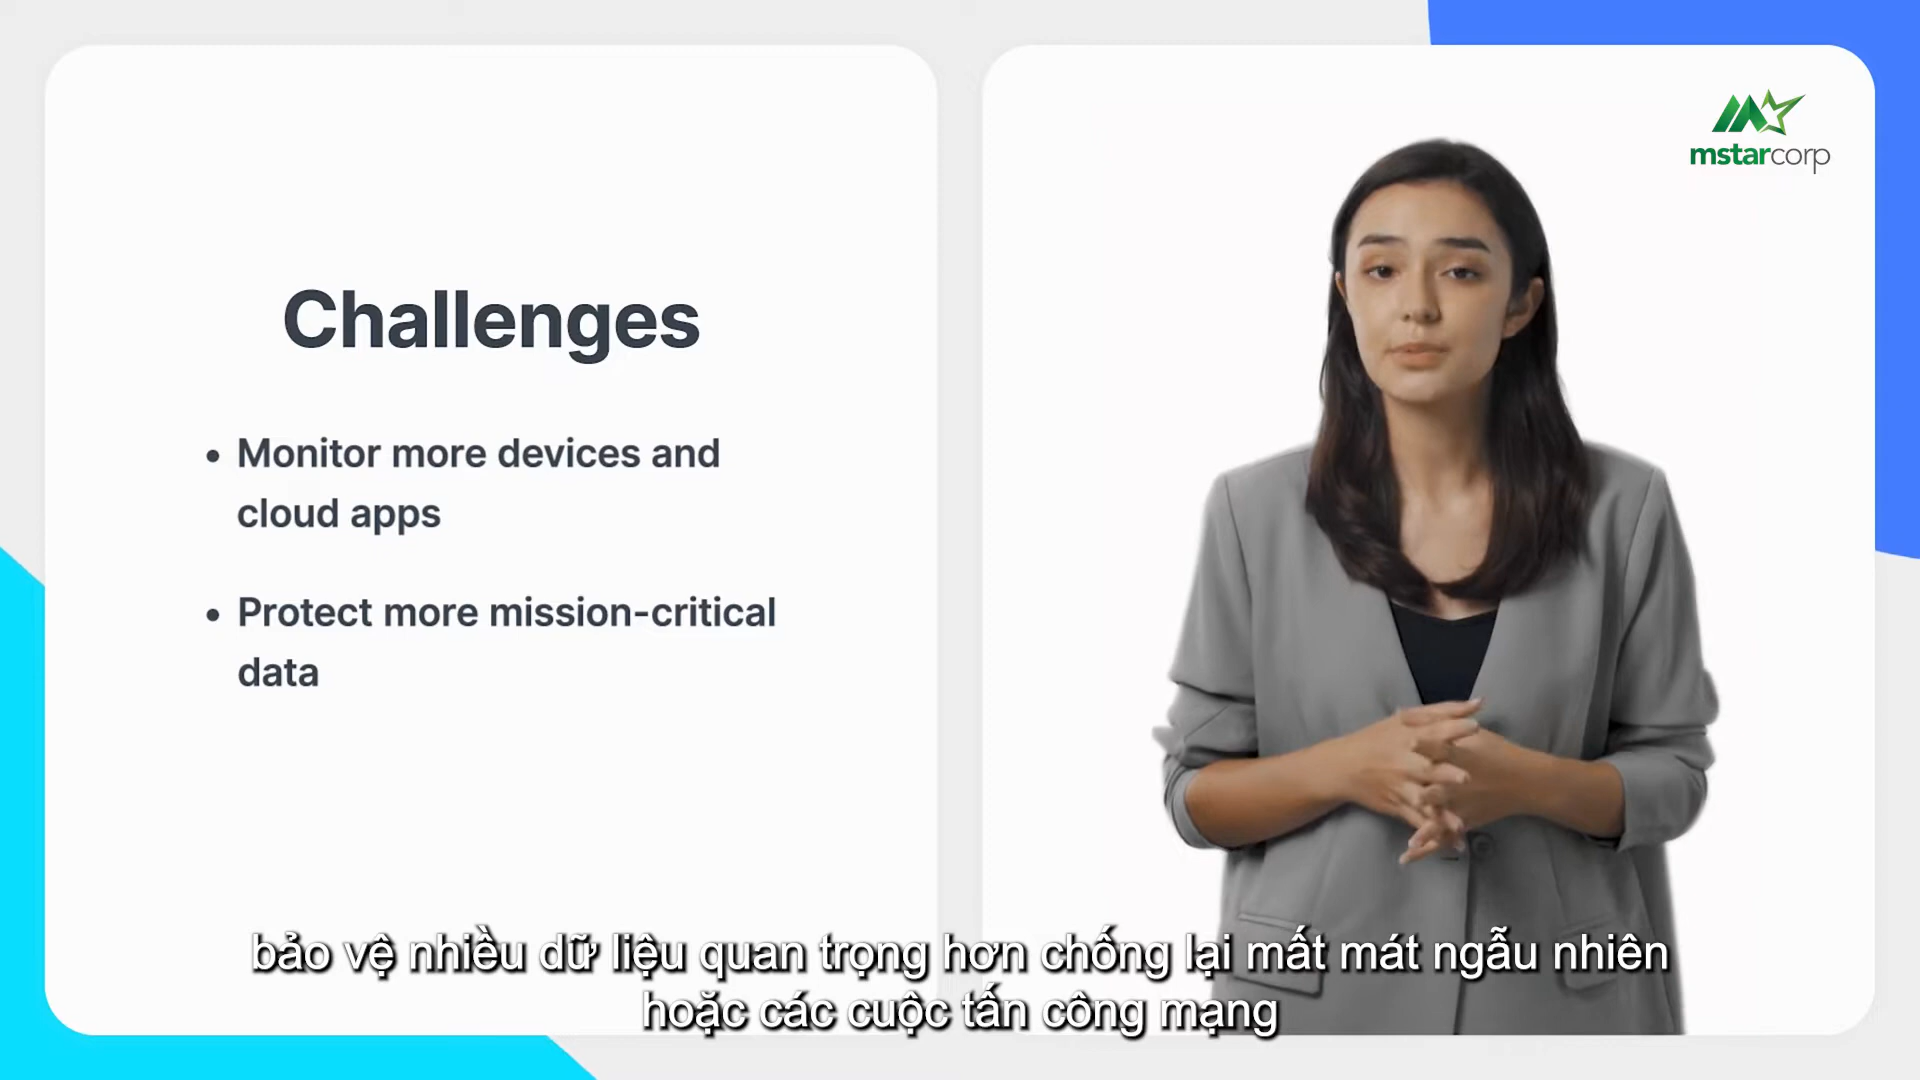 mstarcorp
Challenges
• Monitor more devices and
cloud apps
• Protect more mission-critical
data
bảo vệ nhiều dữ liệu quan trọng hơn chống lại mất mát ngẫu nhiên
hoặc các cuộc tấn công mạng